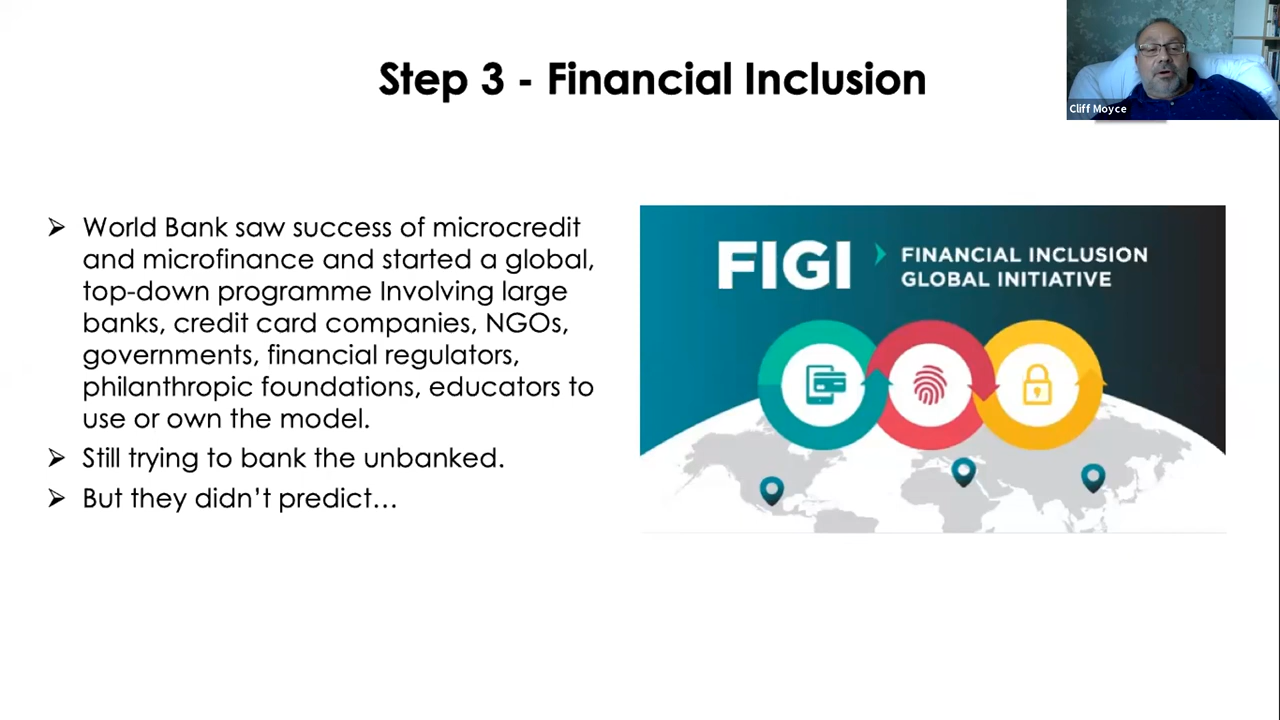 Step 3 - Financial Inclusion
Cliff Moyce
➢ World Bank saw success of microcredit
and microfinance and started a global,
top-down programme Involving large
banks, credit card companies, NGOs,
governments, financial regulators,
philanthropic foundations, educators to
use or own the model.
➢ Still trying to bank the unbanked.
➢ But they didn’t predict…
FIGI
FINANCIAL INCLUSION
GLOBAL INITIATIVE